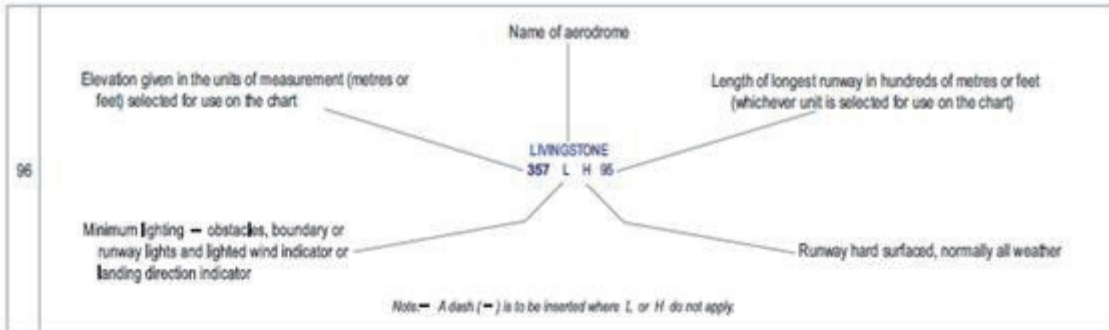 Name of aerodrome
Elevation given in the units of measurement (metres or
feet) selected for use on the chart
Length of longest runway in hundreds of metres or feet
(whichever unit is selected for use on the chart)
96
LIVINGSTONE
357 L H 95
Minimum lighting — obstacles, boundary or
runway lights and lighted wind indicator or
landing direction indicator
Runway hard surfaced, normally all weather
Note.— A dash (—) is to be inserted where L or H do not apply.